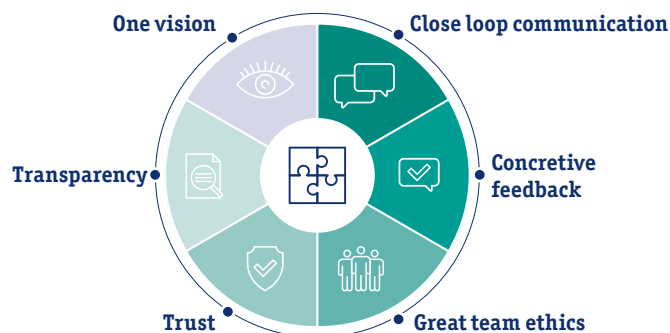 One vision
Close loop communication
Transparency
Concretive
feedback
Trust
Great team ethics